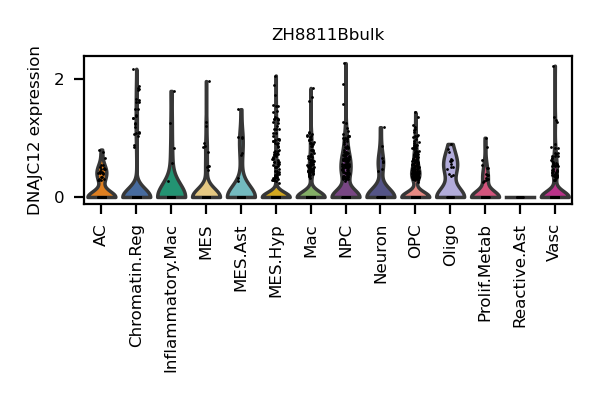 ZH8811Bbulk
DNAJC12 expression
2
0
AC
Chromatin.Reg
Inflammatory.Mac
MES
MES.Ast
MES.Hyp
Mac
NPC
Neuron
OPC
Oligo
Prolif.Metab
Reactive.Ast
Vasc